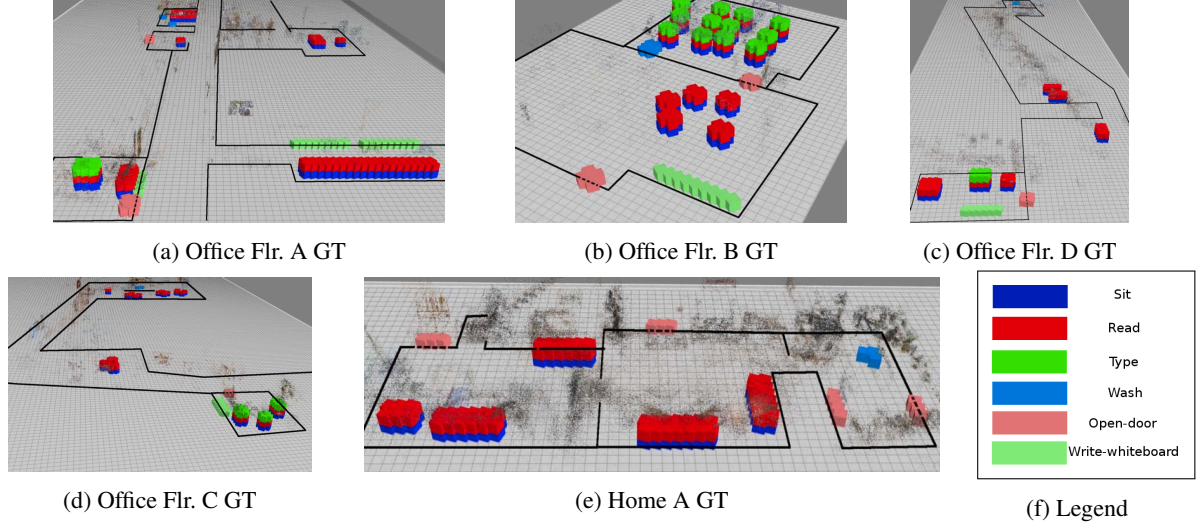 (a) Office Flr. A GT
(b) Office Flr. B GT
(c) Office Flr. D GT
(d) Office Flr. C GT
(e) Home A GT
Sit
Read
Type
Wash
Open-door
Write-whiteboard
(f) Legend